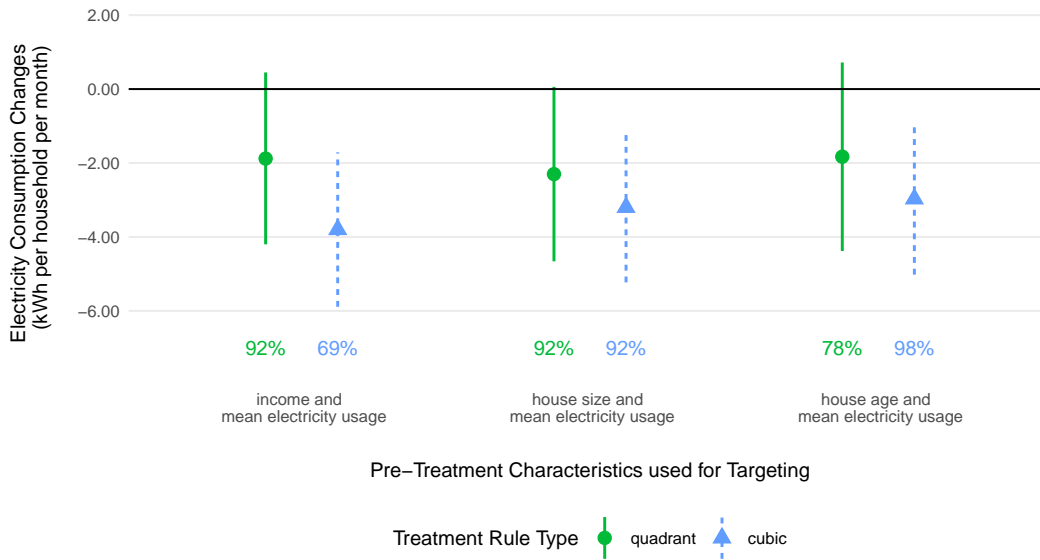 2.00
0.00
−2.00
−4.00
−6.00
Electricity Consumption Changes
(kWh per household per month)
92% 69% 92% 92% 78% 98%
income and
mean electricity usage
house size and
mean electricity usage
house age and
mean electricity usage
Pre−Treatment Characteristics used for Targeting
Treatment Rule Type quadrant cubic